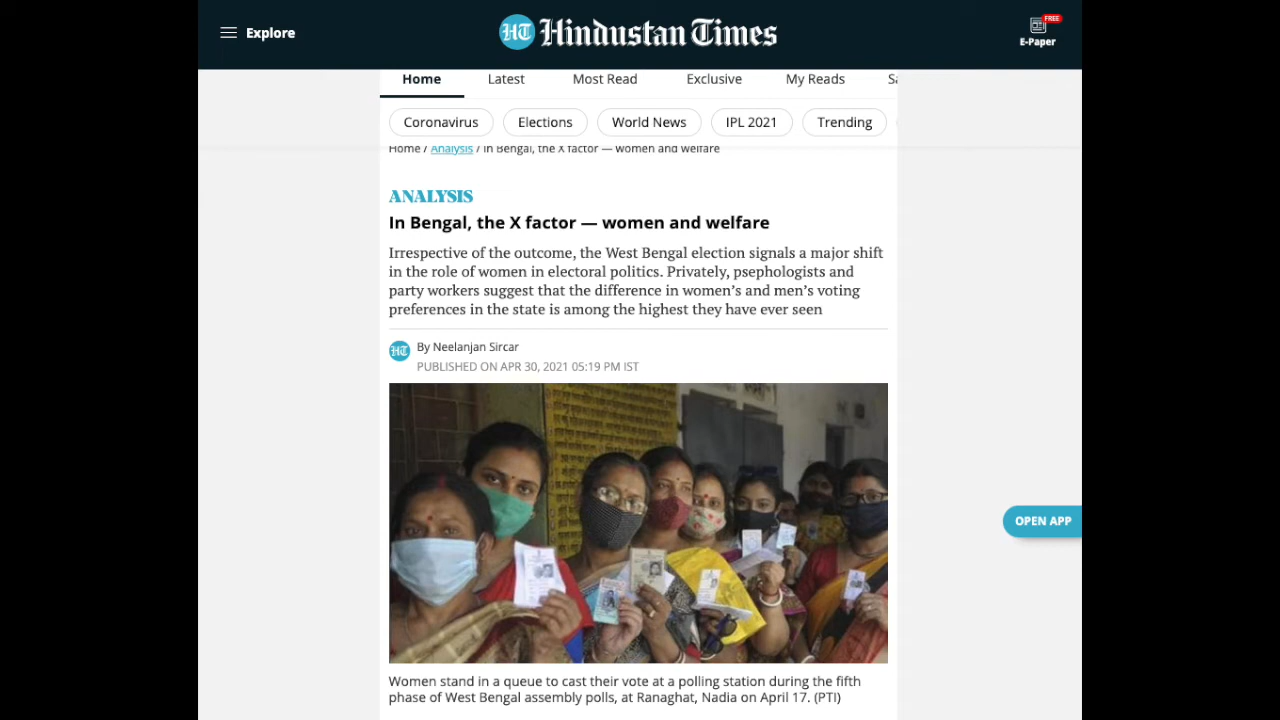 Explore
HT Hindustan Times
FREE
E-Paper
Home Latest Most Read Exclusive My Reads
Coronavirus Elections World News IPL 2021 Trending
Home / Analysis / In Bengal, the X factor — women and welfare
ANALYSIS
In Bengal, the X factor — women and welfare
Irrespective of the outcome, the West Bengal election signals a major shift
in the role of women in electoral politics. Privately, psephologists and
party workers suggest that the difference in women’s and men’s voting
preferences in the state is among the highest they have ever seen
HT
By Neelanjan Sircar
PUBLISHED ON APR 30, 2021 05:19 PM IST
OPEN APP
Women stand in a queue to cast their vote at a polling station during the fifth
phase of West Bengal assembly polls, at Ranaghat, Nadia on April 17. (PTI)